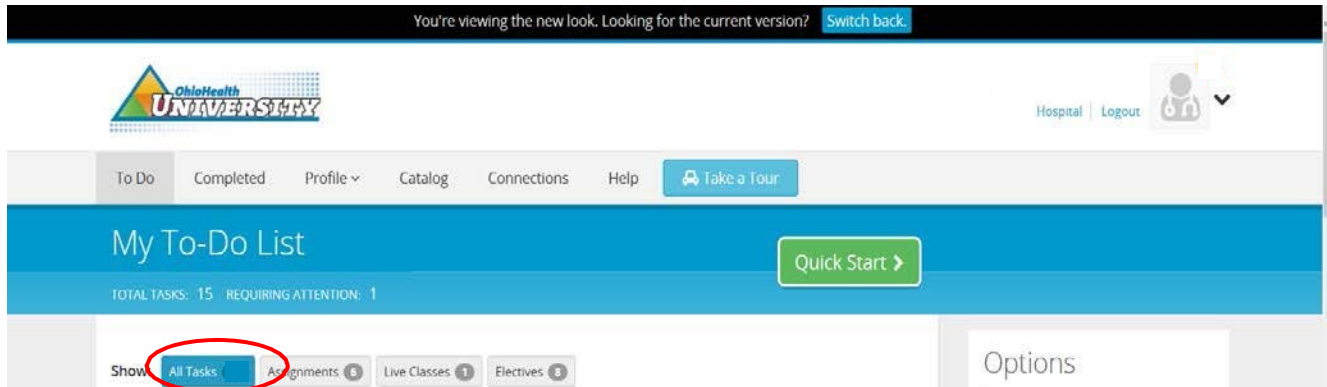 You're viewing the new look. Looking for the current version? Switch back.
OhioHealth
UNIVERSITY
Hospital Logout
To Do Completed Profile Catalog Connections Help Take a Tour
My To-Do List
Quick Start
TOTAL TASKS: 15 REQUIRING ATTENTION: 1
Show All Tasks Assignments 6 Live Classes 1 Electives 8
Options